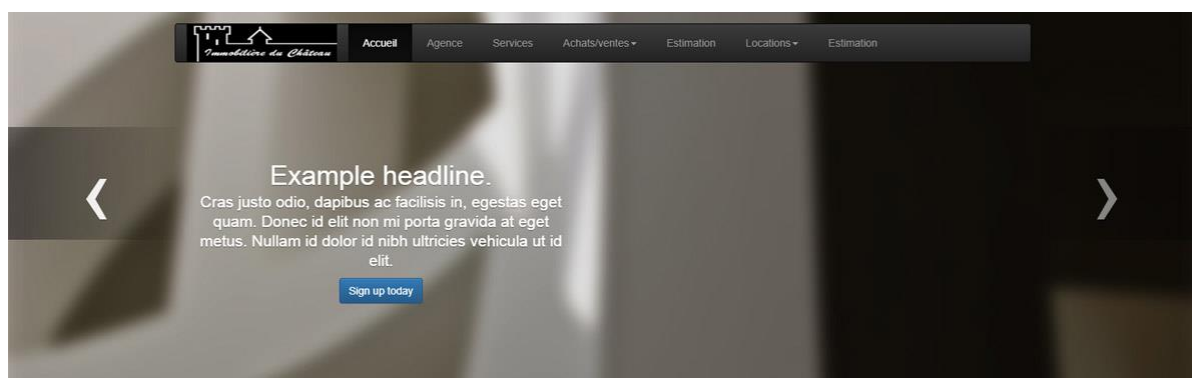 Immobilière du Château
Accueil Agence Services Achats/ventes Estimation Locations Estimation
Example headline.
Cras justo odio, dapibus ac facilisis in, egestas eget
quam. Donec id elit non mi porta gravida at eget
metus. Nullam id dolor id nibh ultricies vehicula ut id
elit.
Sign up today